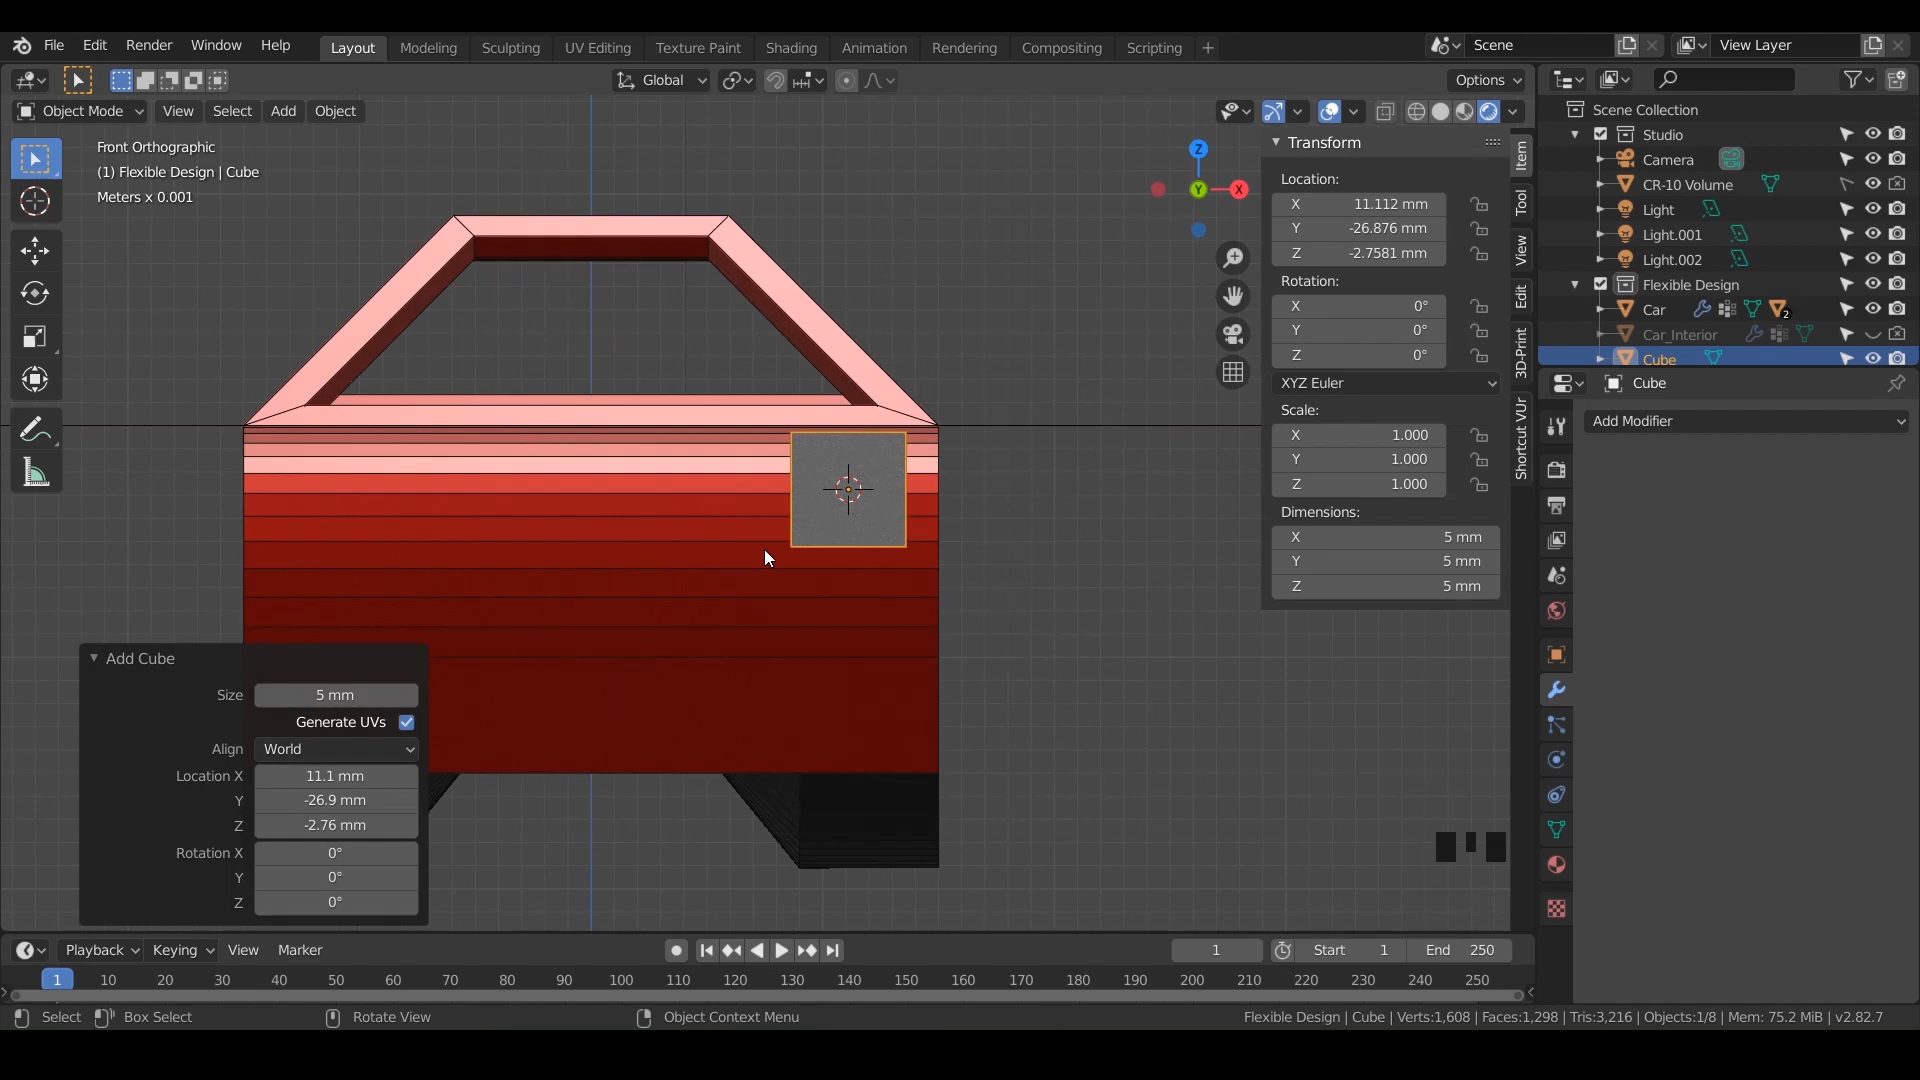 File Edit Render Window Help Layout Modeling Sculpting UV Editing Texture Paint Shading Animation Rendering Compositing Scripting + Scene View Layer
Global Options
Object Mode View Select Add Object
Front Orthographic
(1) Flexible Design | Cube
Meters x 0.001
Z
Y
X
Transform
Location:
X 11.112 mm
Y -26.876 mm
Z -2.7581 mm
Rotation:
X 0°
Y 0°
Z 0°
XYZ Euler
Scale:
X 1.000
Y 1.000
Z 1.000
Dimensions:
X 5 mm
Y 5 mm
Z 5 mm
Item
Tool
View
Edit
3D-Print
Shortcut VUr
Scene Collection
Studio
Camera
CR-10 Volume
Light
Light.001
Light.002
Flexible Design
Car 2
Car_Interior
Cube
Cube
Add Modifier
Add Cube
Size 5 mm
Generate UVs
Align World
Location X 11.1 mm
Y -26.9 mm
Z -2.76 mm
Rotation X 0°
Y 0°
Z 0°
Playback Keying View Marker 1 Start 1 End 250
1 10 20 30 40 50 60 70 80 90 100 110 120 130 140 150 160 170 180 190 200 210 220 230 240 250
Select Box Select Rotate View Object Context Menu Flexible Design | Cube | Verts:1,608 | Faces:1,298 | Tris:3,216 | Objects:1/8 | Mem: 75.2 MiB | v2.82.7